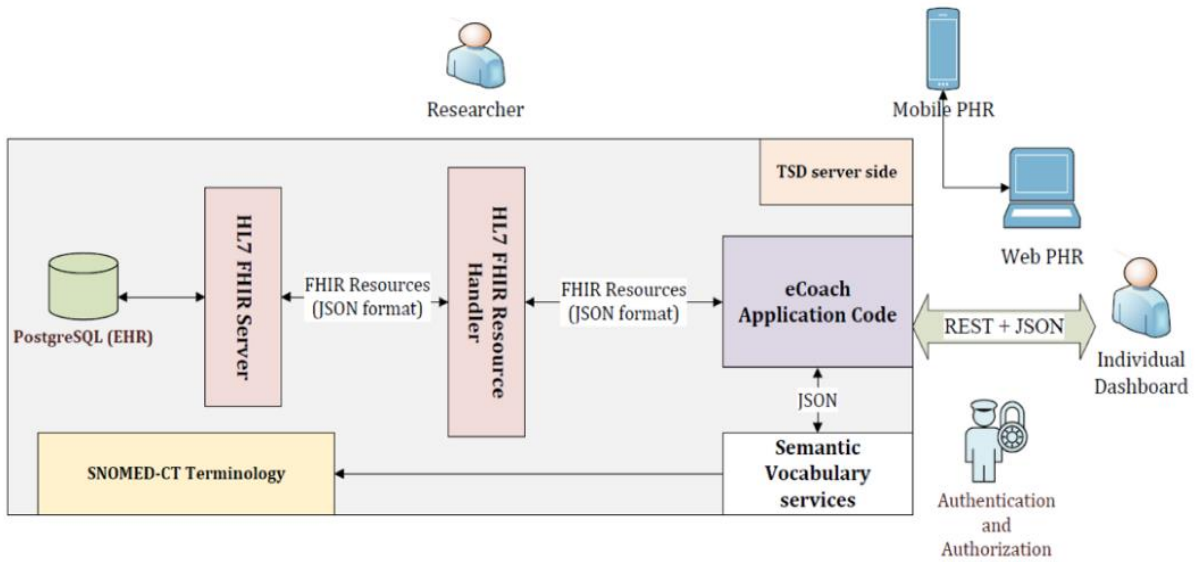 Researcher
Mobile PHR
TSD server side
Web PHR
HL7 FHIR Server
HL7 FHIR Resource
Handler
FHIR Resources
(JSON format)
FHIR Resources
(JSON format)
eCoach
Application Code
PostgreSQL (EHR)
REST + JSON
Individual
Dashboard
JSON
SNOMED-CT Terminology
Semantic
Vocabulary
services
Authentication
and
Authorization